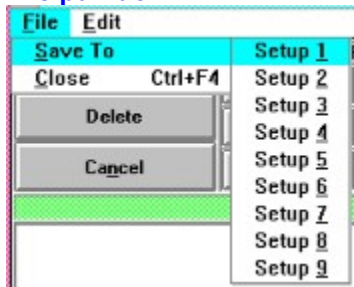 File Edit
Save To
Close Ctrl+F4
Delete
Cancel
Setup 1
Setup 2
Setup 3
Setup 4
Setup 5
Setup 6
Setup 7
Setup 8
Setup 9